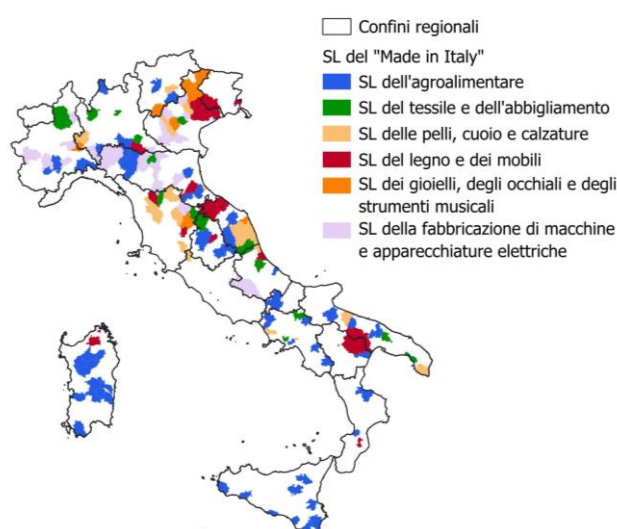 Confini regionali
SL del "Made in Italy"
SL dell'agroalimentare
SL del tessile e dell'abbigliamento
SL delle pelli, cuoio e calzature
SL del legno e dei mobili
SL dei gioielli, degli occhiali e degli
strumenti musicali
SL della fabbricazione di macchine
e apparecchiature elettriche